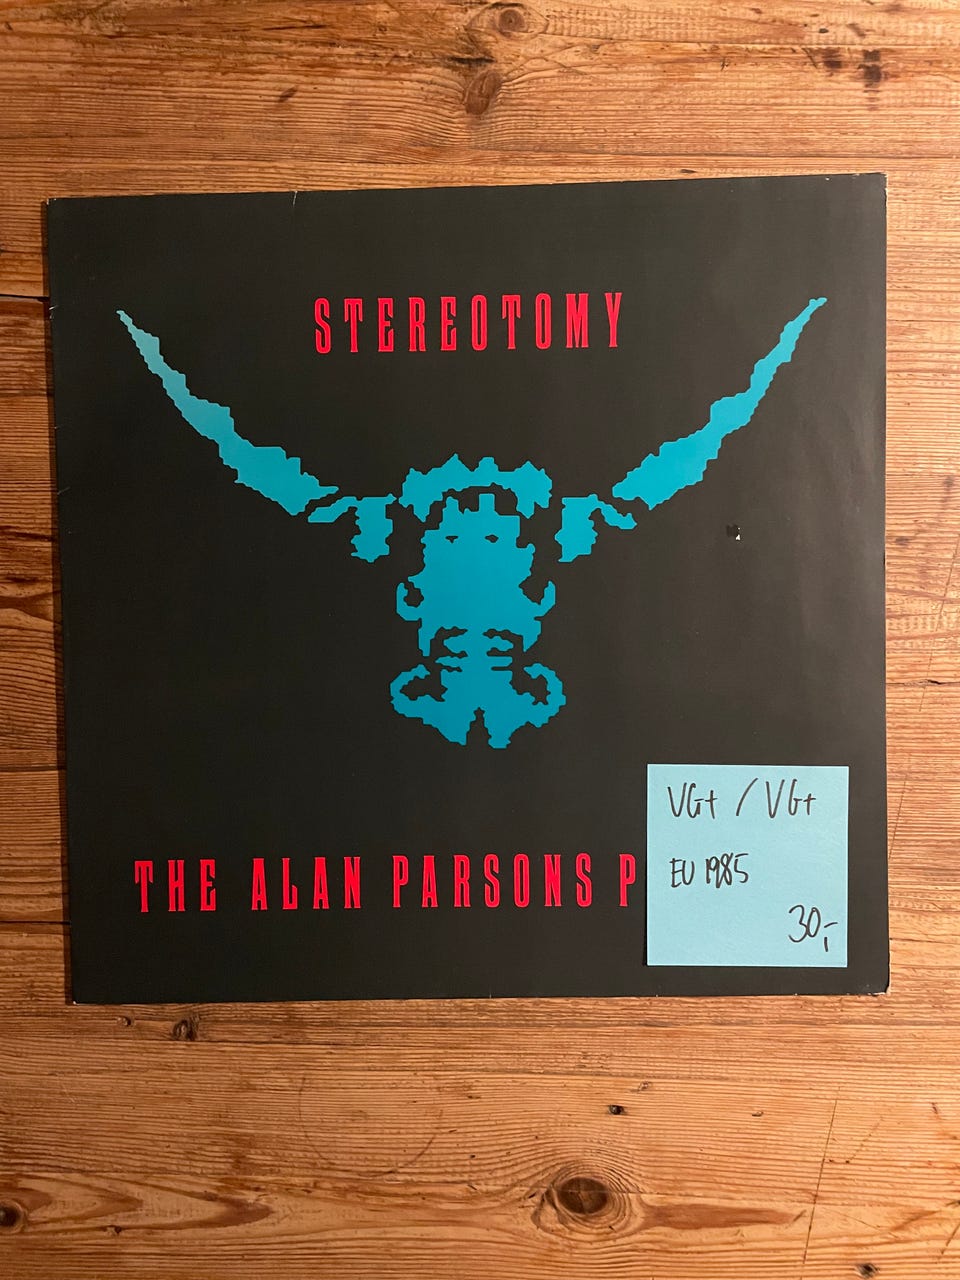 STEREOTOMY
THE ALAN PARSONS P
VG+ / VG+
EU 1985
30,-